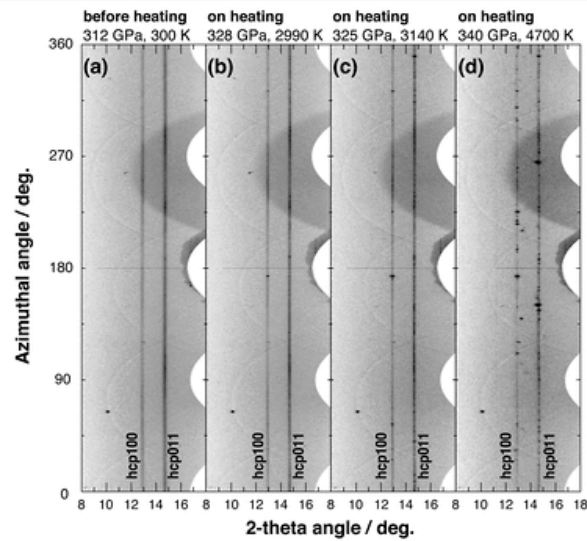 before heating on heating on heating on heating
312 GPa, 300 K 328 GPa, 2990 K 325 GPa, 3140 K 340 GPa, 4700 K
360
(a) (b) (c) (d)
270
180
90
0
Azimuthal angle / deg.
hcp100 hcp011 hcp100 hcp011 hcp100 hcp011 hcp100 hcp011
8 10 12 14 16 8 10 12 14 16 8 10 12 14 16 8 10 12 14 16 18
2-theta angle / deg.